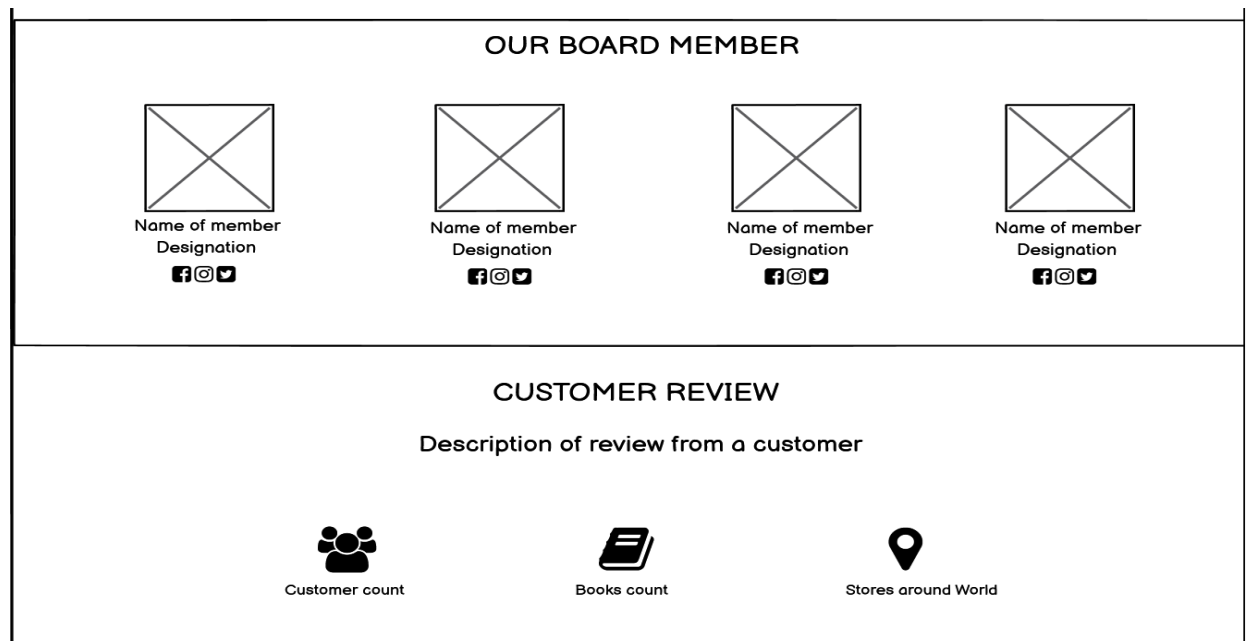 OUR BOARD MEMBER
Name of member
Designation
Name of member
Designation
Name of member
Designation
Name of member
Designation
CUSTOMER REVIEW
Description of review from a customer
Customer count
Books count
Stores around World